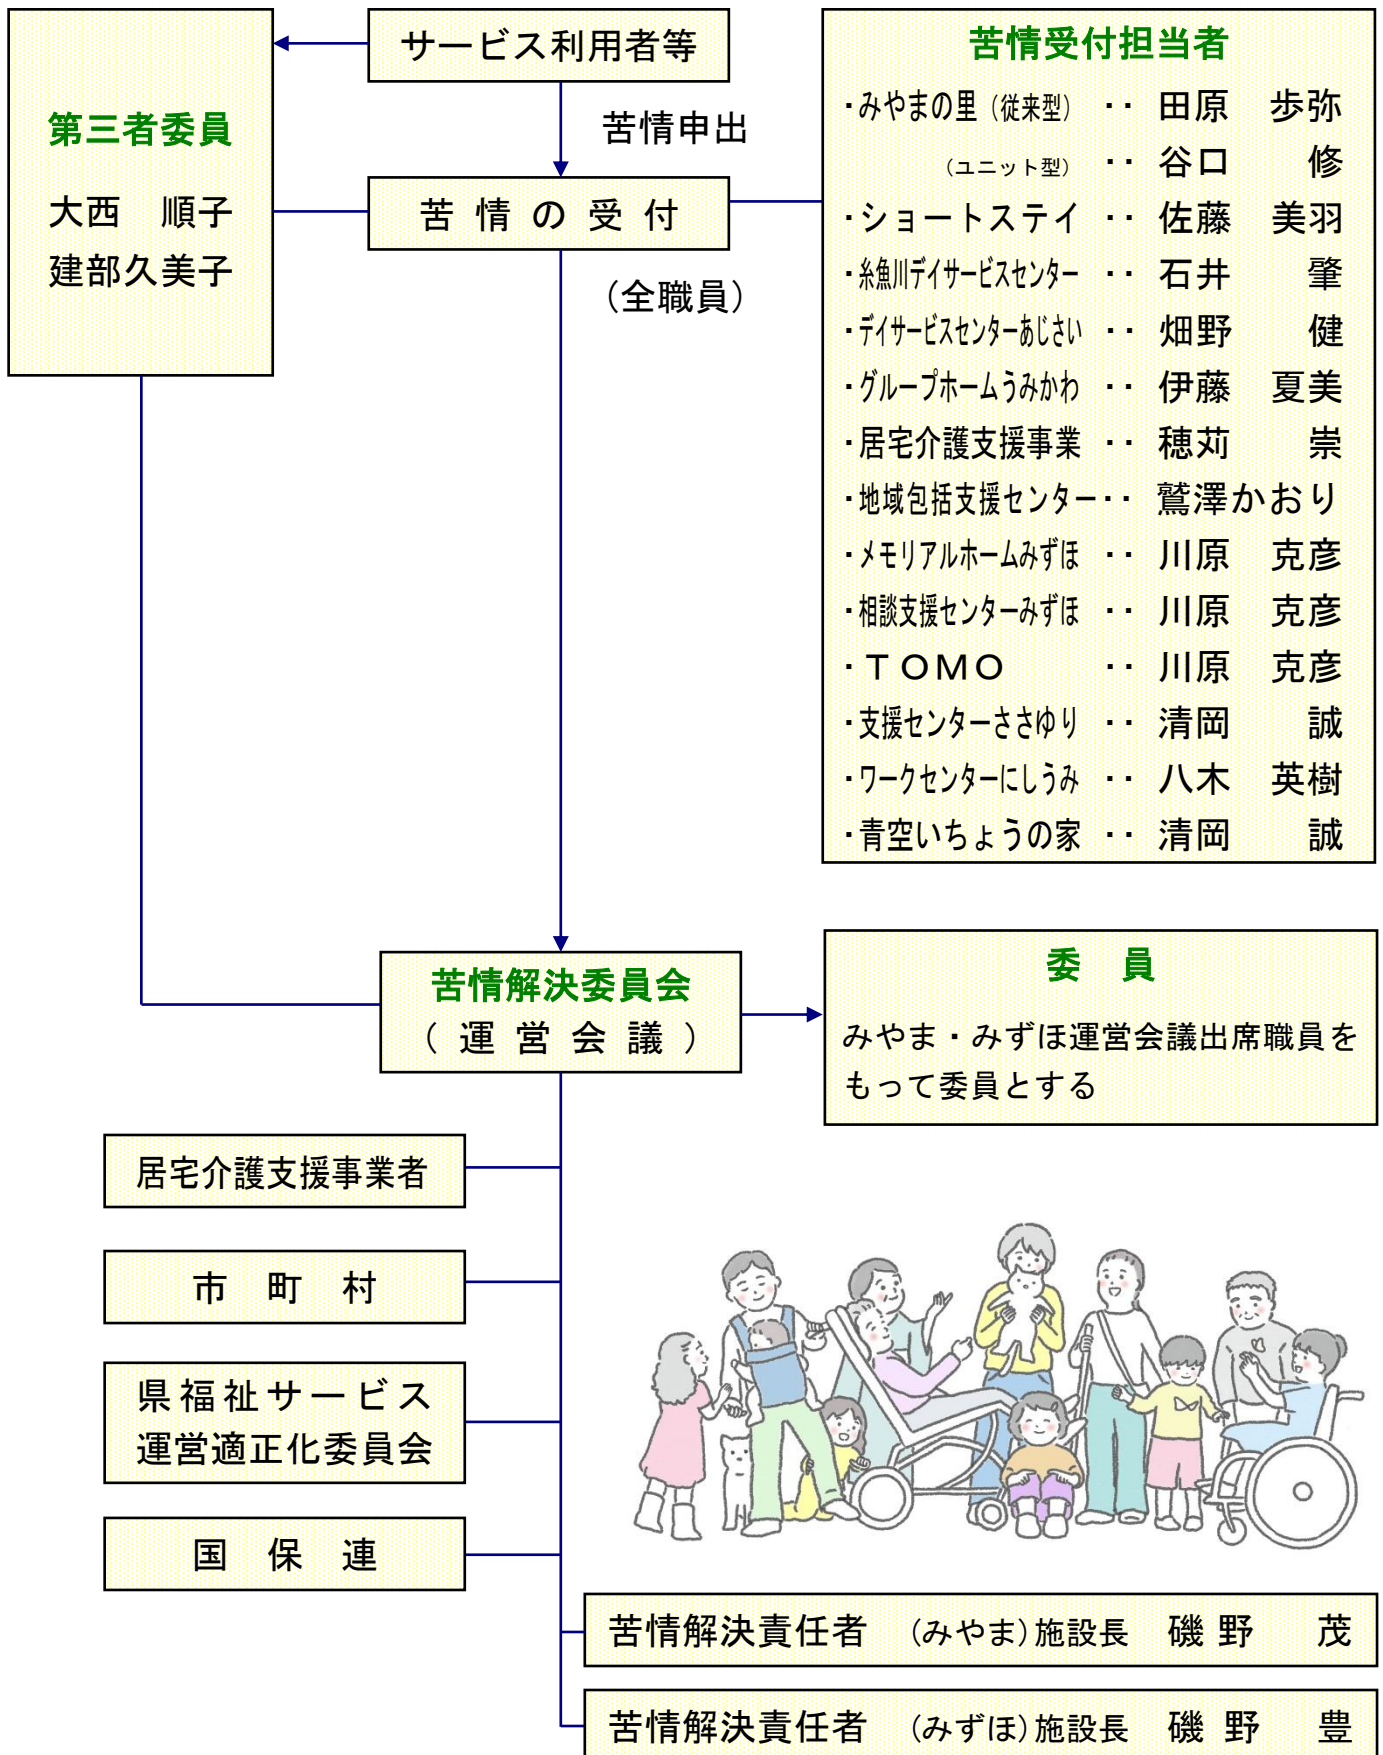 サービス利用者等
苦情申出
苦情の受付
（全職員）
第三者委員
大西　順子
建部久美子
苦情受付担当者
・みやまの里（従来型）　・・　田原　歩弥
（ユニット型）　・・　谷口　修
・ショートステイ　・・　佐藤　美羽
・糸魚川デイサービスセンター　・・　石井　肇
・デイサービスセンターあじさい　・・　畑野　健
・グループホームうみかわ　・・　伊藤　夏美
・居宅介護支援事業　・・　穂苅　崇
・地域包括支援センター・・　鷲澤かおり
・メモリアルホームみずほ　・・　川原　克彦
・相談支援センターみずほ　・・　川原　克彦
・ＴＯＭＯ　・・　川原　克彦
・支援センターささゆり　・・　清岡　誠
・ワークセンターにしうみ　・・　八木　英樹
・青空いちょうの家　・・　清岡　誠
苦情解決委員会
（運営会議）
委　員
みやま・みずほ運営会議出席職員を
もって委員とする
居宅介護支援事業者
市　町　村
県福祉サービス
運営適正化委員会
国　保　連
苦情解決責任者　（みやま）施設長　磯野　茂
苦情解決責任者　（みずほ）施設長　磯野　豊